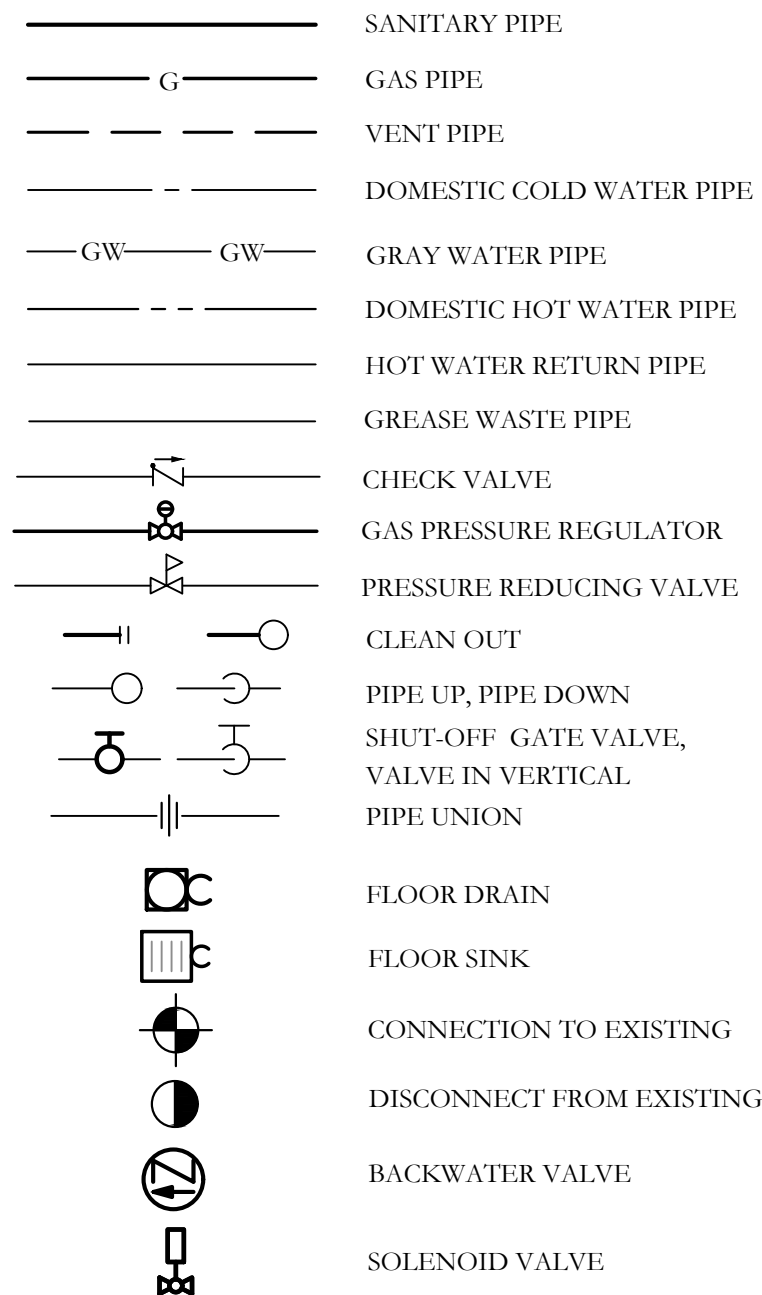 SANITARY PIPE
G GAS PIPE
VENT PIPE
DOMESTIC COLD WATER PIPE
GW GW GRAY WATER PIPE
DOMESTIC HOT WATER PIPE
HOT WATER RETURN PIPE
GREASE WASTE PIPE
CHECK VALVE
GAS PRESSURE REGULATOR
PRESSURE REDUCING VALVE
CLEAN OUT
PIPE UP, PIPE DOWN
SHUT-OFF GATE VALVE,
VALVE IN VERTICAL
PIPE UNION
FLOOR DRAIN
FLOOR SINK
CONNECTION TO EXISTING
DISCONNECT FROM EXISTING
BACKWATER VALVE
SOLENOID VALVE